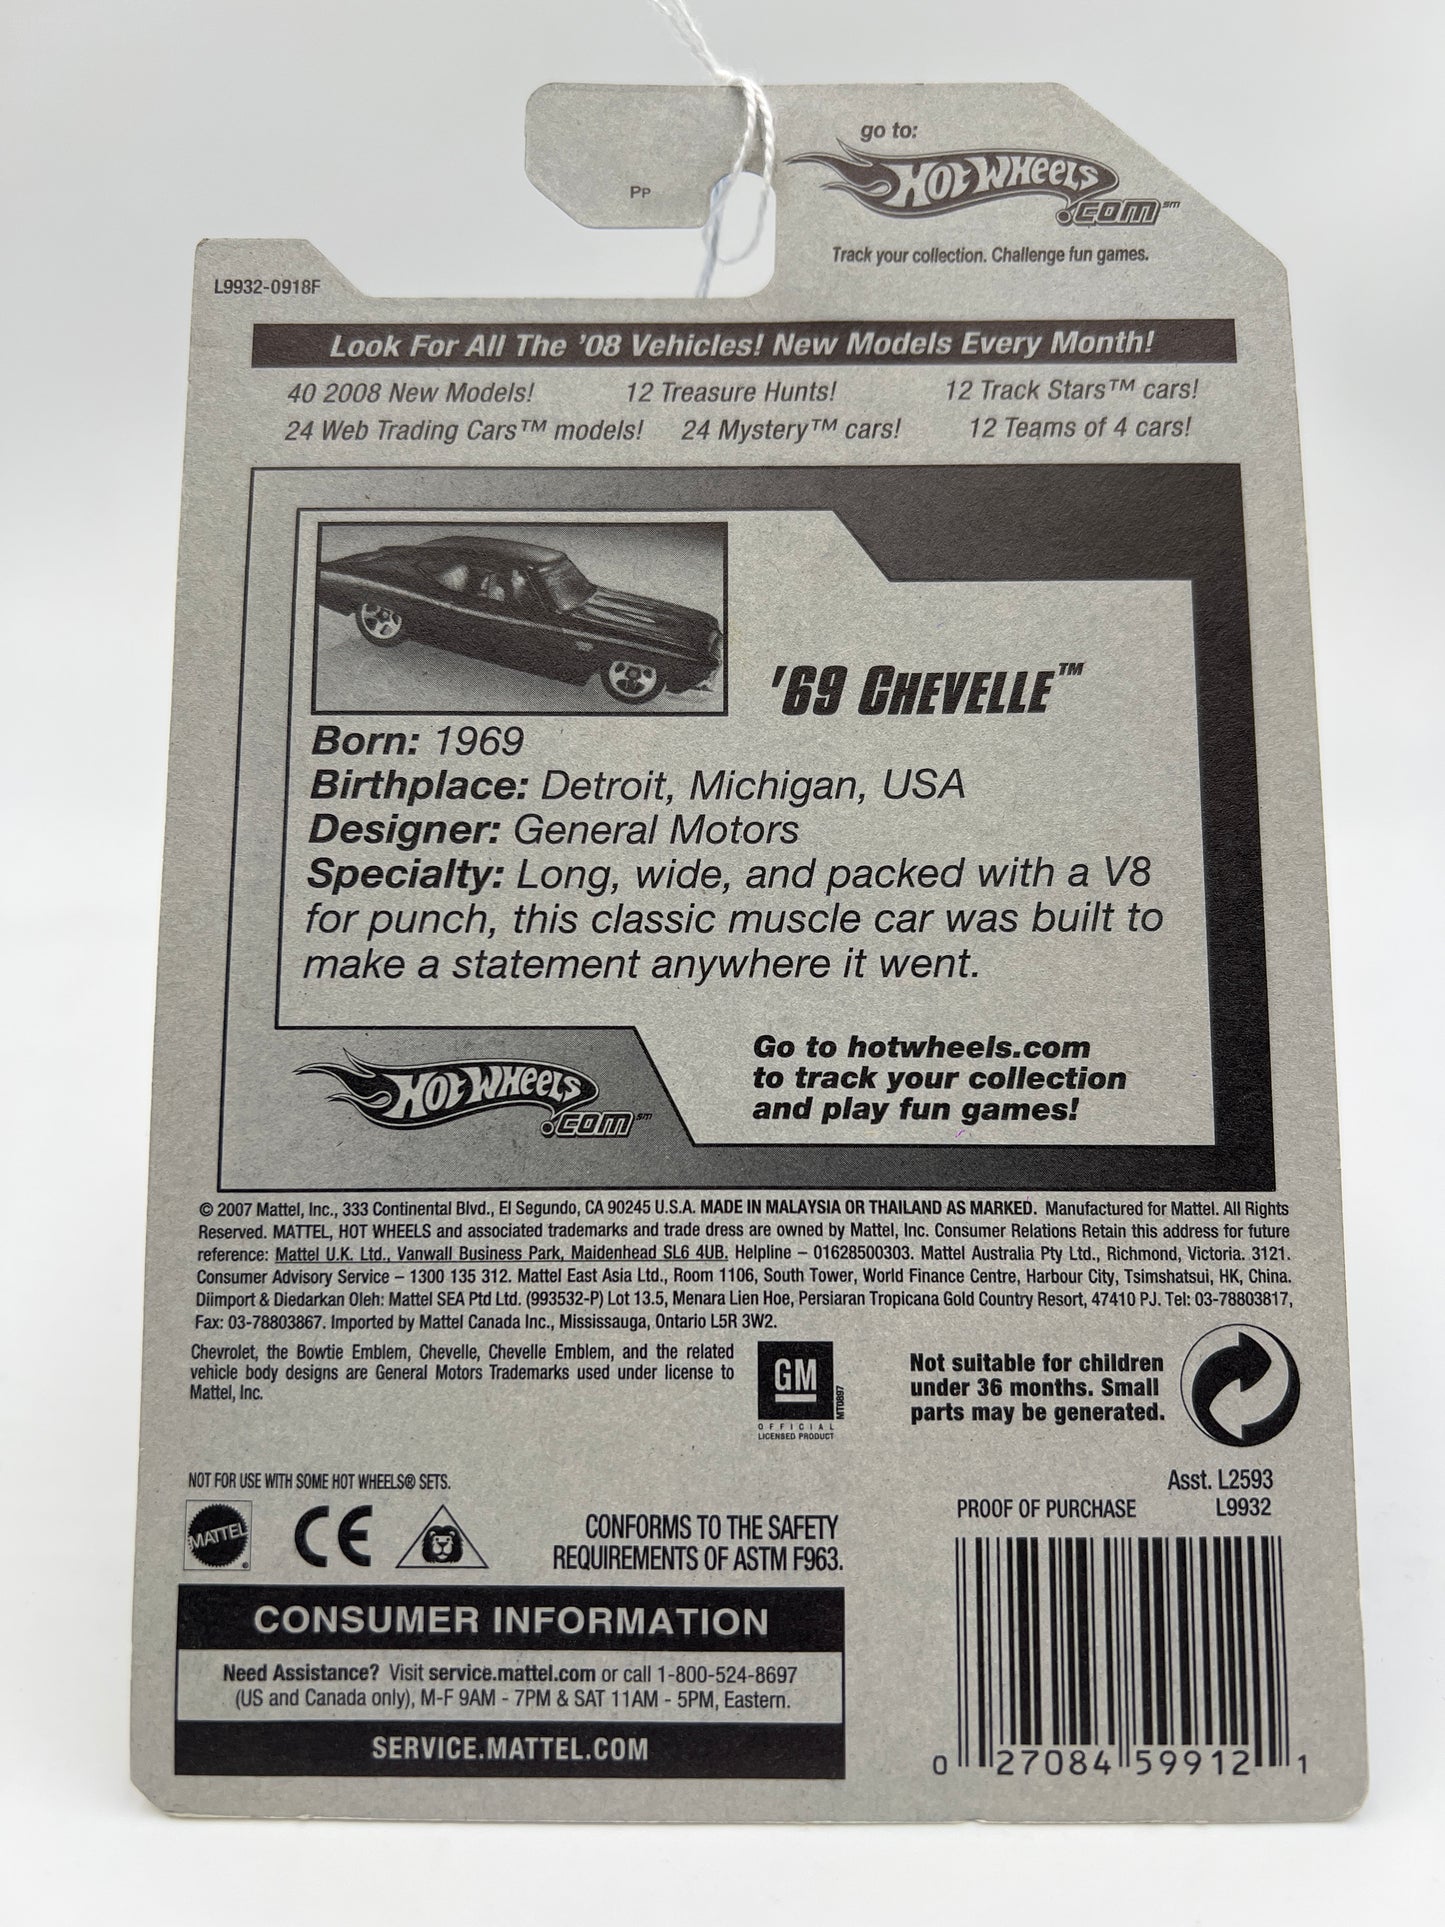 Pp
go to:
HOT WHEELS
.COM℠
Track your collection. Challenge fun games.
L9932-0918F
Look For All The '08 Vehicles! New Models Every Month!
40 2008 New Models! 12 Treasure Hunts! 12 Track Stars™ cars!
24 Web Trading Cars™ models! 24 Mystery™ cars! 12 Teams of 4 cars!
'69 CHEVELLE™
Born: 1969
Birthplace: Detroit, Michigan, USA
Designer: General Motors
Specialty: Long, wide, and packed with a V8
for punch, this classic muscle car was built to
make a statement anywhere it went.
HOT WHEELS
.COM℠
Go to hotwheels.com
to track your collection
and play fun games!
© 2007 Mattel, Inc., 333 Continental Blvd., El Segundo, CA 90245 U.S.A. MADE IN MALAYSIA OR THAILAND AS MARKED. Manufactured for Mattel. All Rights
Reserved. MATTEL, HOT WHEELS and associated trademarks and trade dress are owned by Mattel, Inc. Consumer Relations Retain this address for future
reference: Mattel U.K. Ltd., Vanwall Business Park, Maidenhead SL6 4UB. Helpline – 01628500303. Mattel Australia Pty Ltd., Richmond, Victoria. 3121.
Consumer Advisory Service – 1300 135 312. Mattel East Asia Ltd., Room 1106, South Tower, World Finance Centre, Harbour City, Tsimshatsui, HK, China.
Diimport & Diedarkan Oleh: Mattel SEA Ptd Ltd. (993532-P) Lot 13.5, Menara Lien Hoe, Persiaran Tropicana Gold Country Resort, 47410 PJ. Tel: 03-78803817,
Fax: 03-78803867. Imported by Mattel Canada Inc., Mississauga, Ontario L5R 3W2.
Chevrolet, the Bowtie Emblem, Chevelle, Chevelle Emblem, and the related
vehicle body designs are General Motors Trademarks used under license to
Mattel, Inc.
GM
MT0897
OFFICIAL
LICENSED PRODUCT
Not suitable for children
under 36 months. Small
parts may be generated.
NOT FOR USE WITH SOME HOT WHEELS® SETS.
MATTEL®
CE
CONFORMS TO THE SAFETY
REQUIREMENTS OF ASTM F963.
Asst. L2593
PROOF OF PURCHASE L9932
CONSUMER INFORMATION
Need Assistance? Visit service.mattel.com or call 1-800-524-8697
(US and Canada only), M-F 9AM - 7PM & SAT 11AM - 5PM, Eastern.
SERVICE.MATTEL.COM
0 27084 59912 1